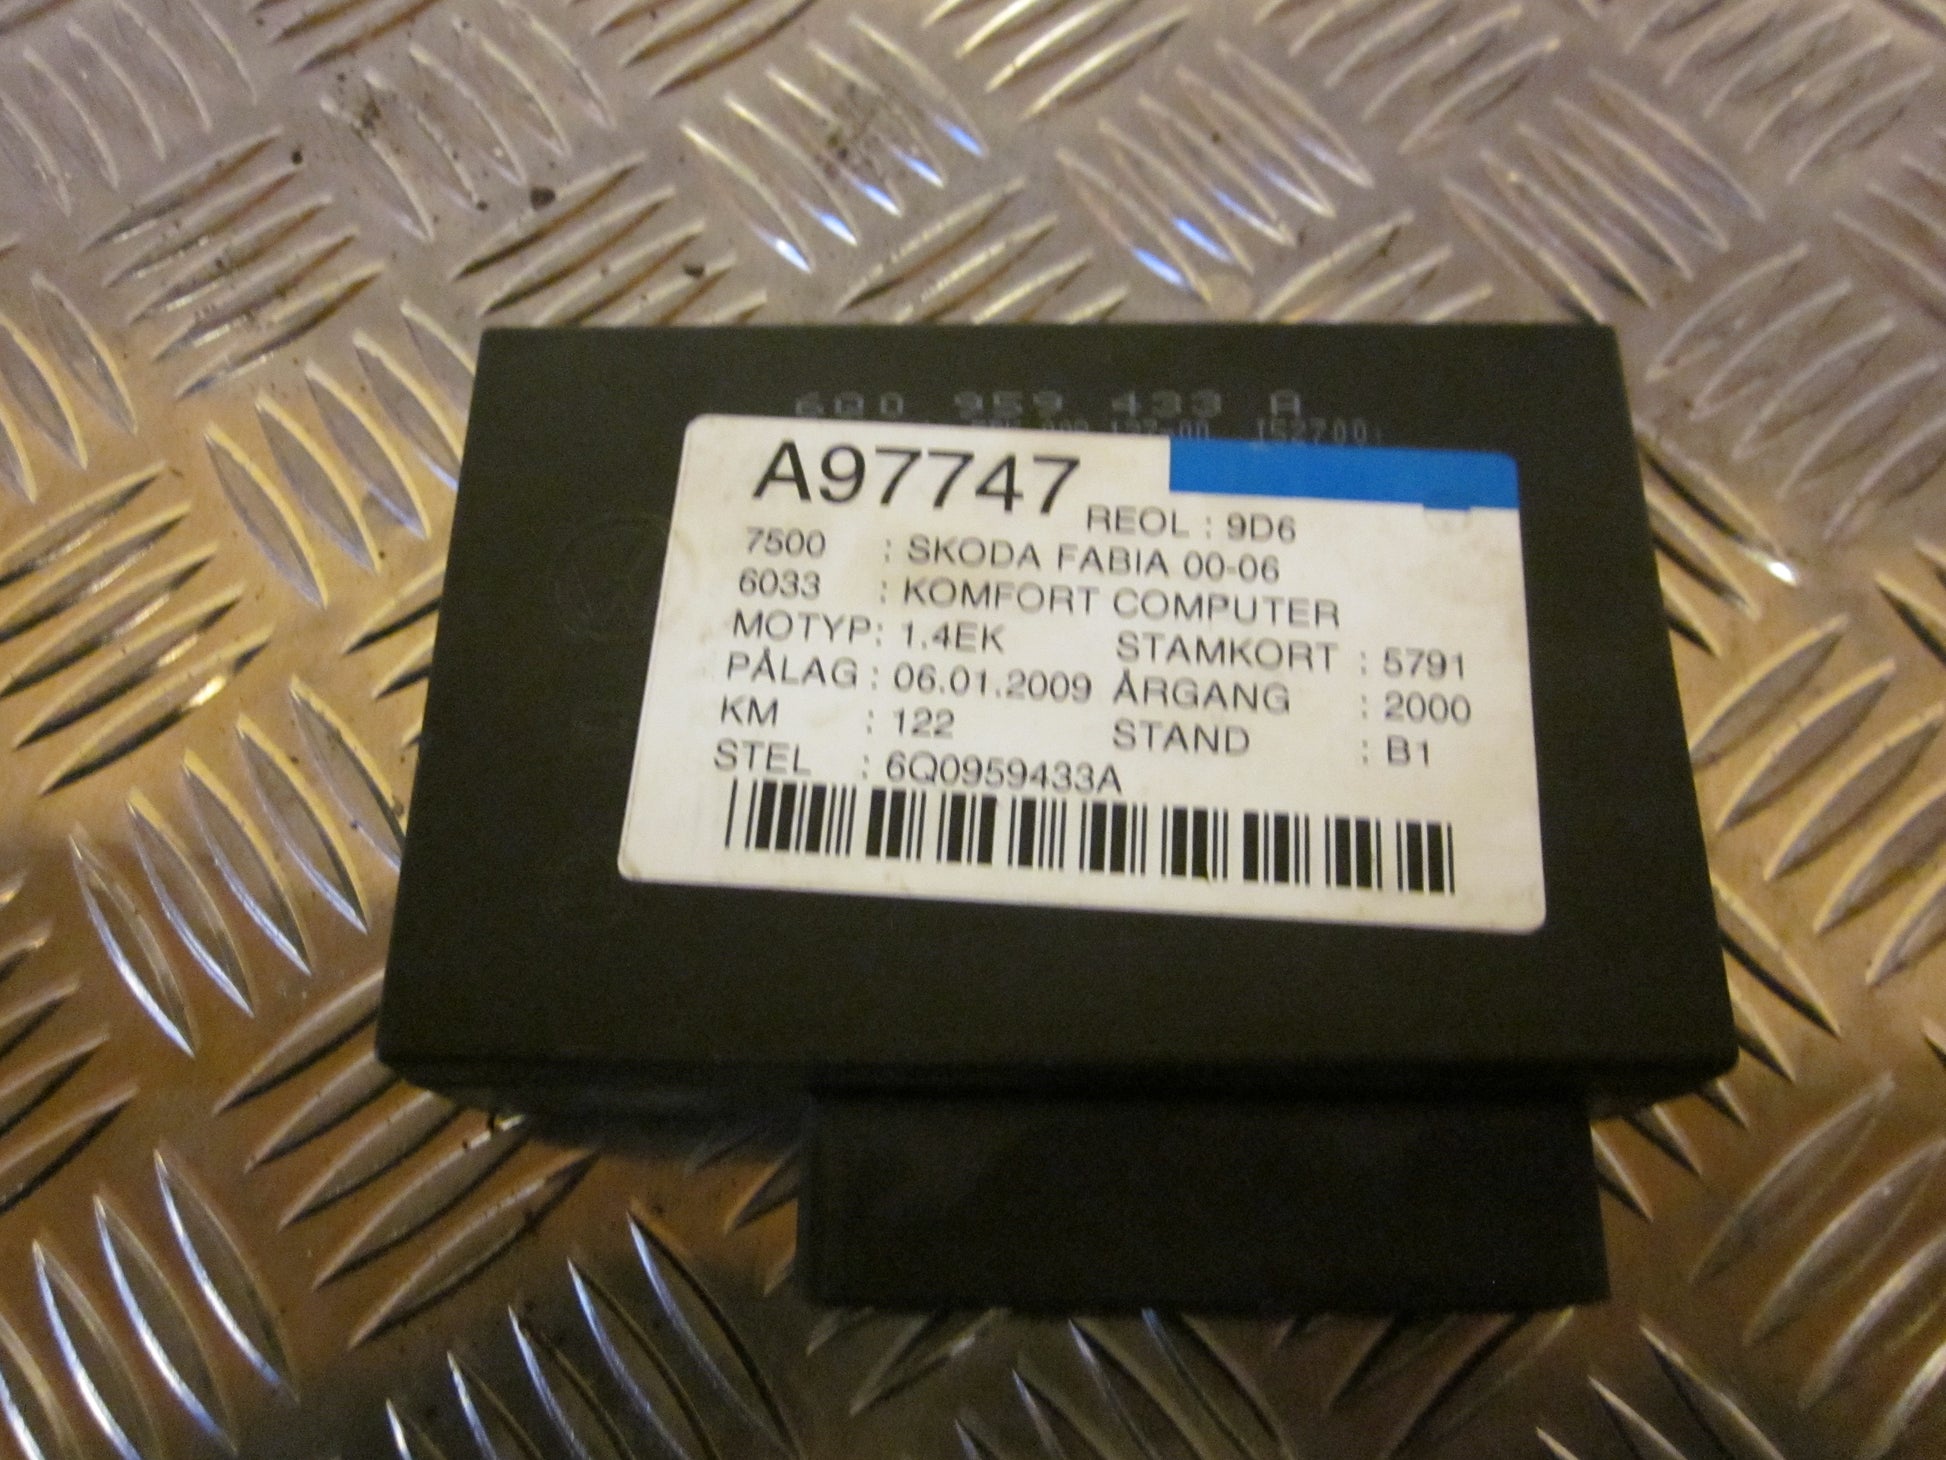 6Q0 959 433 A
A97747 REOL : 9D6
7500 : SKODA FABIA 00-06
6033 : KOMFORT COMPUTER
MOTYP : 1.4EK STAMKORT : 5791
PÅLAG : 06.01.2009 ÅRGANG : 2000
KM : 122 STAND : B1
STEL : 6Q0959433A